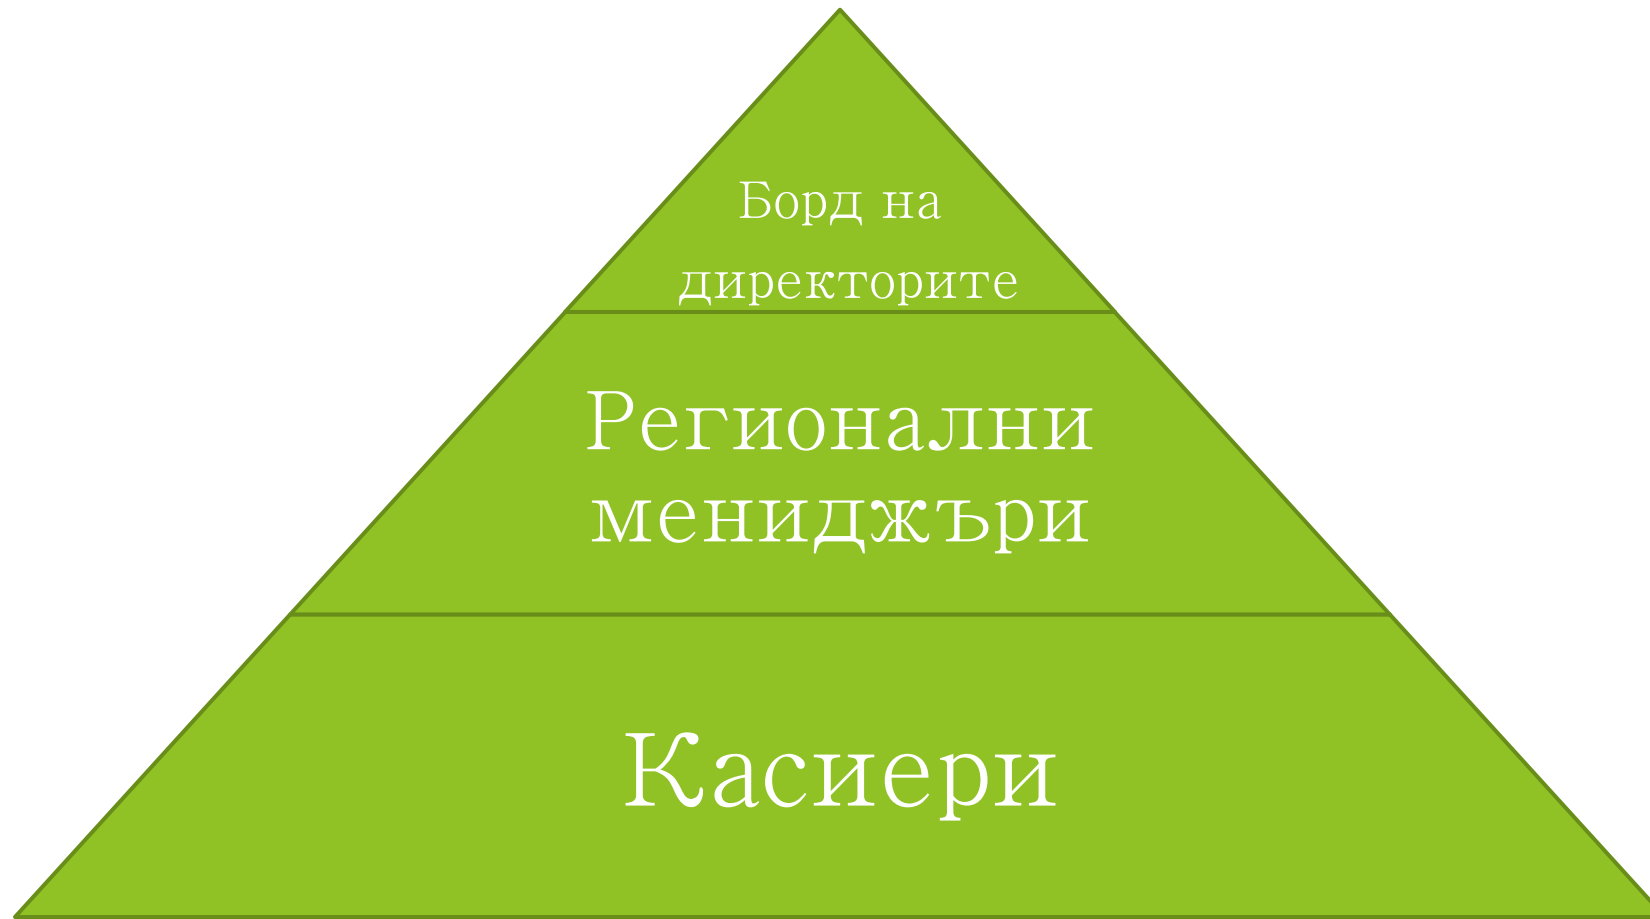 Борд на
директорите
Регионални
мениджъри
Касиери